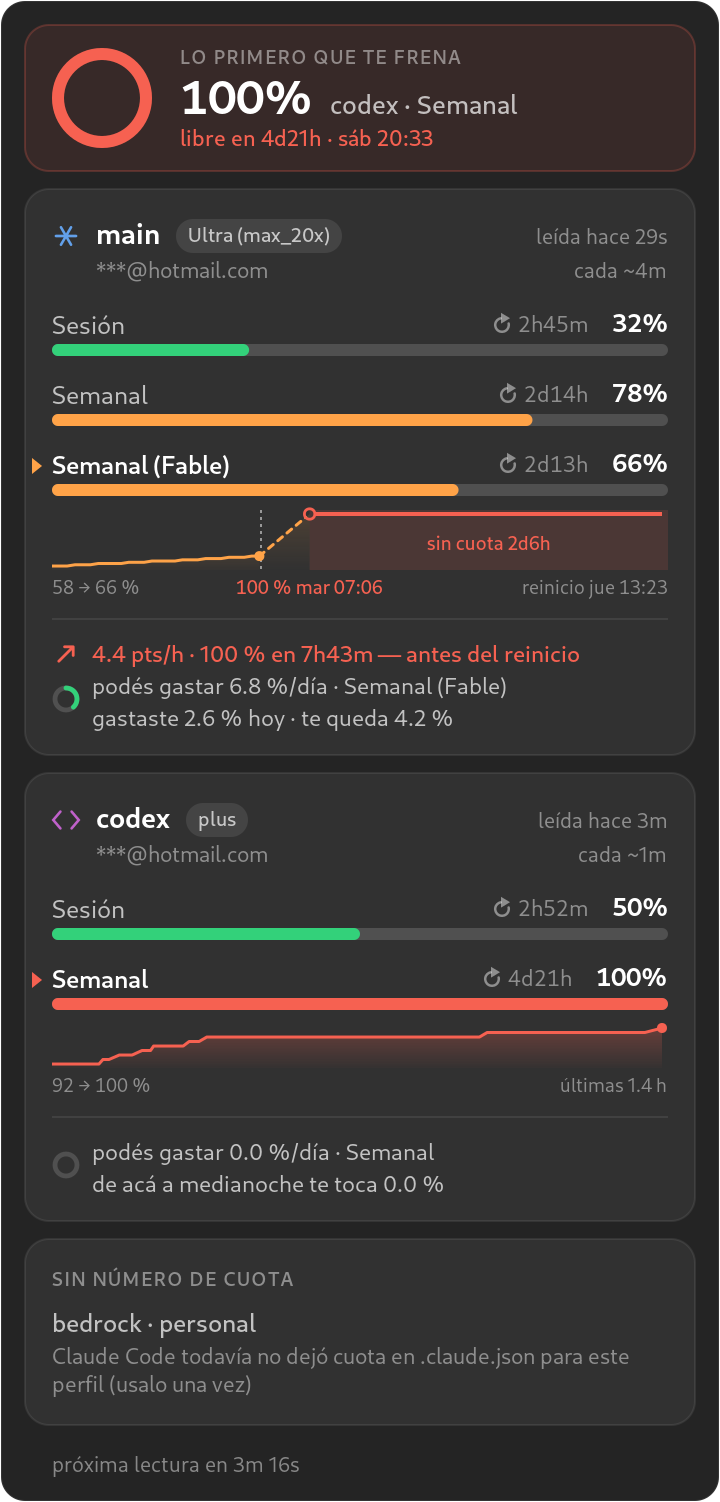 LO PRIMERO QUE TE FRENA
100% codex · Semanal
libre en 4d21h · sáb 20:33
main Ultra (max_20x) leída hace 29s
***@hotmail.com cada ~4m
Sesión 2h45m 32%
Semanal 2d14h 78%
Semanal (Fable) 2d13h 66%
sin cuota 2d6h
58 → 66 % 100 % mar 07:06 reinicio jue 13:23
4.4 pts/h · 100 % en 7h43m — antes del reinicio
podés gastar 6.8 %/día · Semanal (Fable)
gastaste 2.6 % hoy · te queda 4.2 %
codex plus leída hace 3m
***@hotmail.com cada ~1m
Sesión 2h52m 50%
Semanal 4d21h 100%
92 → 100 % últimas 1.4 h
podés gastar 0.0 %/día · Semanal
de acá a medianoche te toca 0.0 %
SIN NÚMERO DE CUOTA
bedrock · personal
Claude Code todavía no dejó cuota en .claude.json para este
perfil (usalo una vez)
próxima lectura en 3m 16s